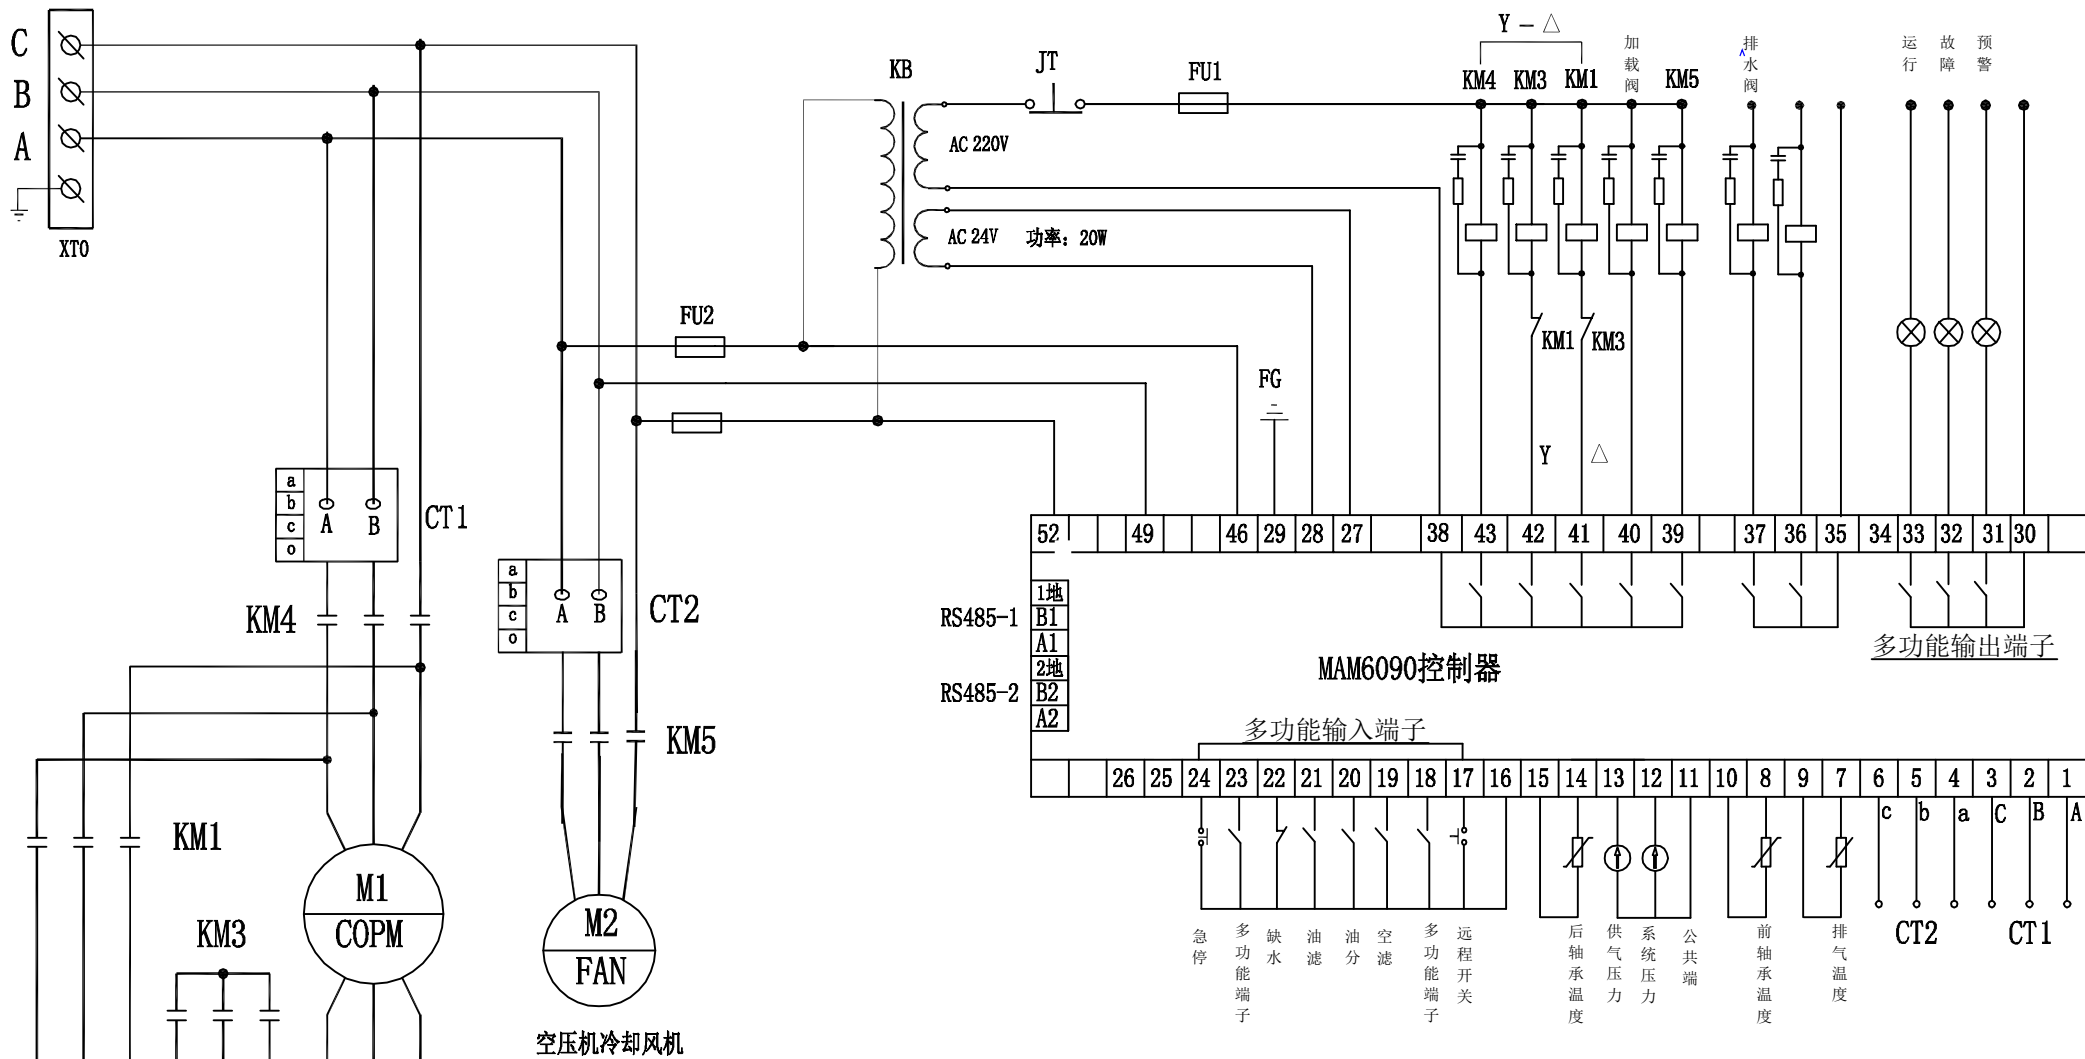 C
B
A
XT0
KB
JT
FU1
Y－△
KM4
KM3
KM1
加载阀
KM5
排水阀
运行
故障
预警
AC 220V
AC 24V
功率：20W
FU2
KM1
KM3
FG
Y
△
a
b
c
o
A
B
CT1
52
49
46
29
28
27
38
43
42
41
40
39
37
36
35
34
33
32
31
30
a
b
c
o
A
B
CT2
KM4
RS485-1
1地
B1
A1
RS485-2
2地
B2
A2
MAM6090控制器
多功能输出端子
多功能输入端子
KM5
26
25
24
23
22
21
20
19
18
17
16
15
14
13
12
11
10
8
9
7
6
5
4
3
2
1
c
b
a
C
B
A
KM1
M1
COPM
KM3
M2
FAN
空压机冷却风机
急停
多功能端子
缺水
油滤
油分
空滤
多功能端子
远程开关
后轴承温度
供气压力
系统压力
公共端
前轴承温度
排气温度
CT2
CT1